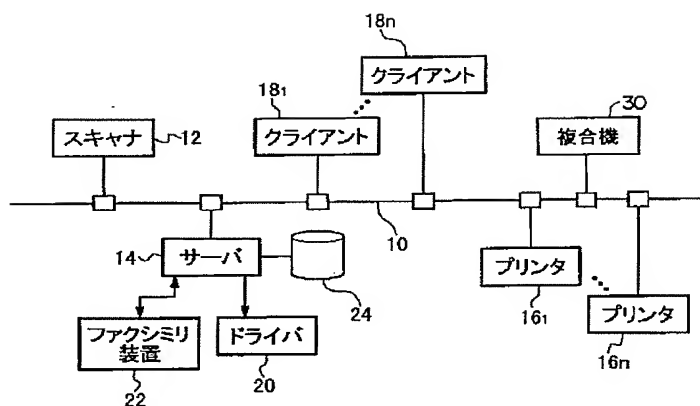 18n
クライアント
18₁
クライアント
スキャナ
12
30
複合機
10
14
サーバ
24
プリンタ
16₁
プリンタ
16n
ファクシミリ
装置
22
ドライバ
20